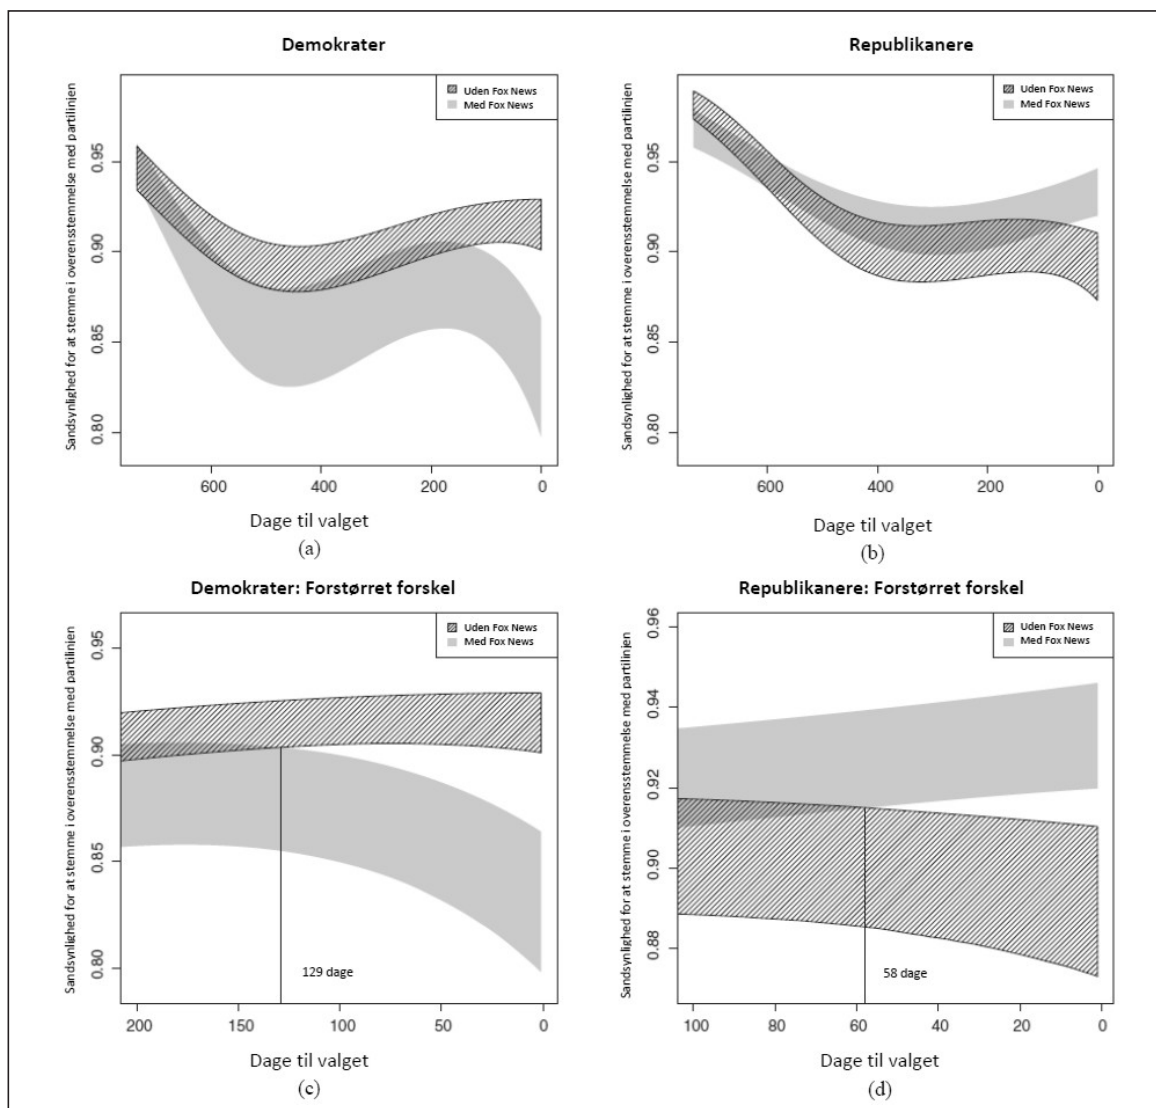 Demokrater
Sandsynlighed for at stemme i overensstemmelse med partilinjen
0.95
0.90
0.85
0.80
Uden Fox News
Med Fox News
600
400
200
0
Dage til valget
(a)
Republikanere
Sandsynlighed for at stemme i overensstemmelse med partilinjen
0.95
0.90
0.85
0.80
Uden Fox News
Med Fox News
600
400
200
0
Dage til valget
(b)
Demokrater: Forstørret forskel
Sandsynlighed for at stemme i overensstemmelse med partilinjen
0.95
0.90
0.85
0.80
Uden Fox News
Med Fox News
129 dage
200
150
100
50
0
Dage til valget
(c)
Republikanere: Forstørret forskel
Sandsynlighed for at stemme i overensstemmelse med partilinjen
0.96
0.94
0.92
0.90
0.88
Uden Fox News
Med Fox News
58 dage
100
80
60
40
20
0
Dage til valget
(d)